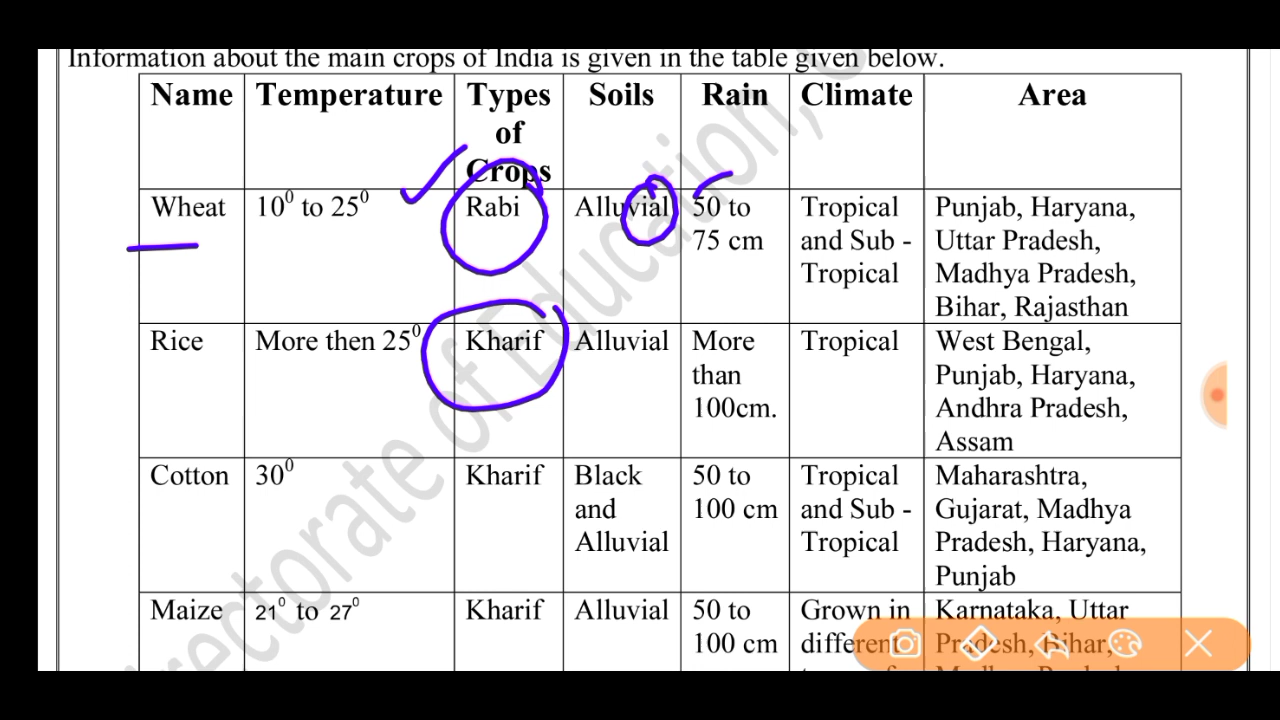 Information about the main crops of India is given in the table given below.
Name Temperature Types of Crops Soils Rain Climate Area
Wheat 10⁰ to 25⁰ Rabi Alluvial 50 to 75 cm Tropical and Sub - Tropical Punjab, Haryana, Uttar Pradesh, Madhya Pradesh, Bihar, Rajasthan
Rice More then 25⁰ Kharif Alluvial More than 100cm. Tropical West Bengal, Punjab, Haryana, Andhra Pradesh, Assam
Cotton 30⁰ Kharif Black and Alluvial 50 to 100 cm Tropical and Sub - Tropical Maharashtra, Gujarat, Madhya Pradesh, Haryana, Punjab
Maize 21⁰ to 27⁰ Kharif Alluvial 50 to 100 cm Grown in different Karnataka, Uttar Pradesh, Bihar,
Directorate of Education,